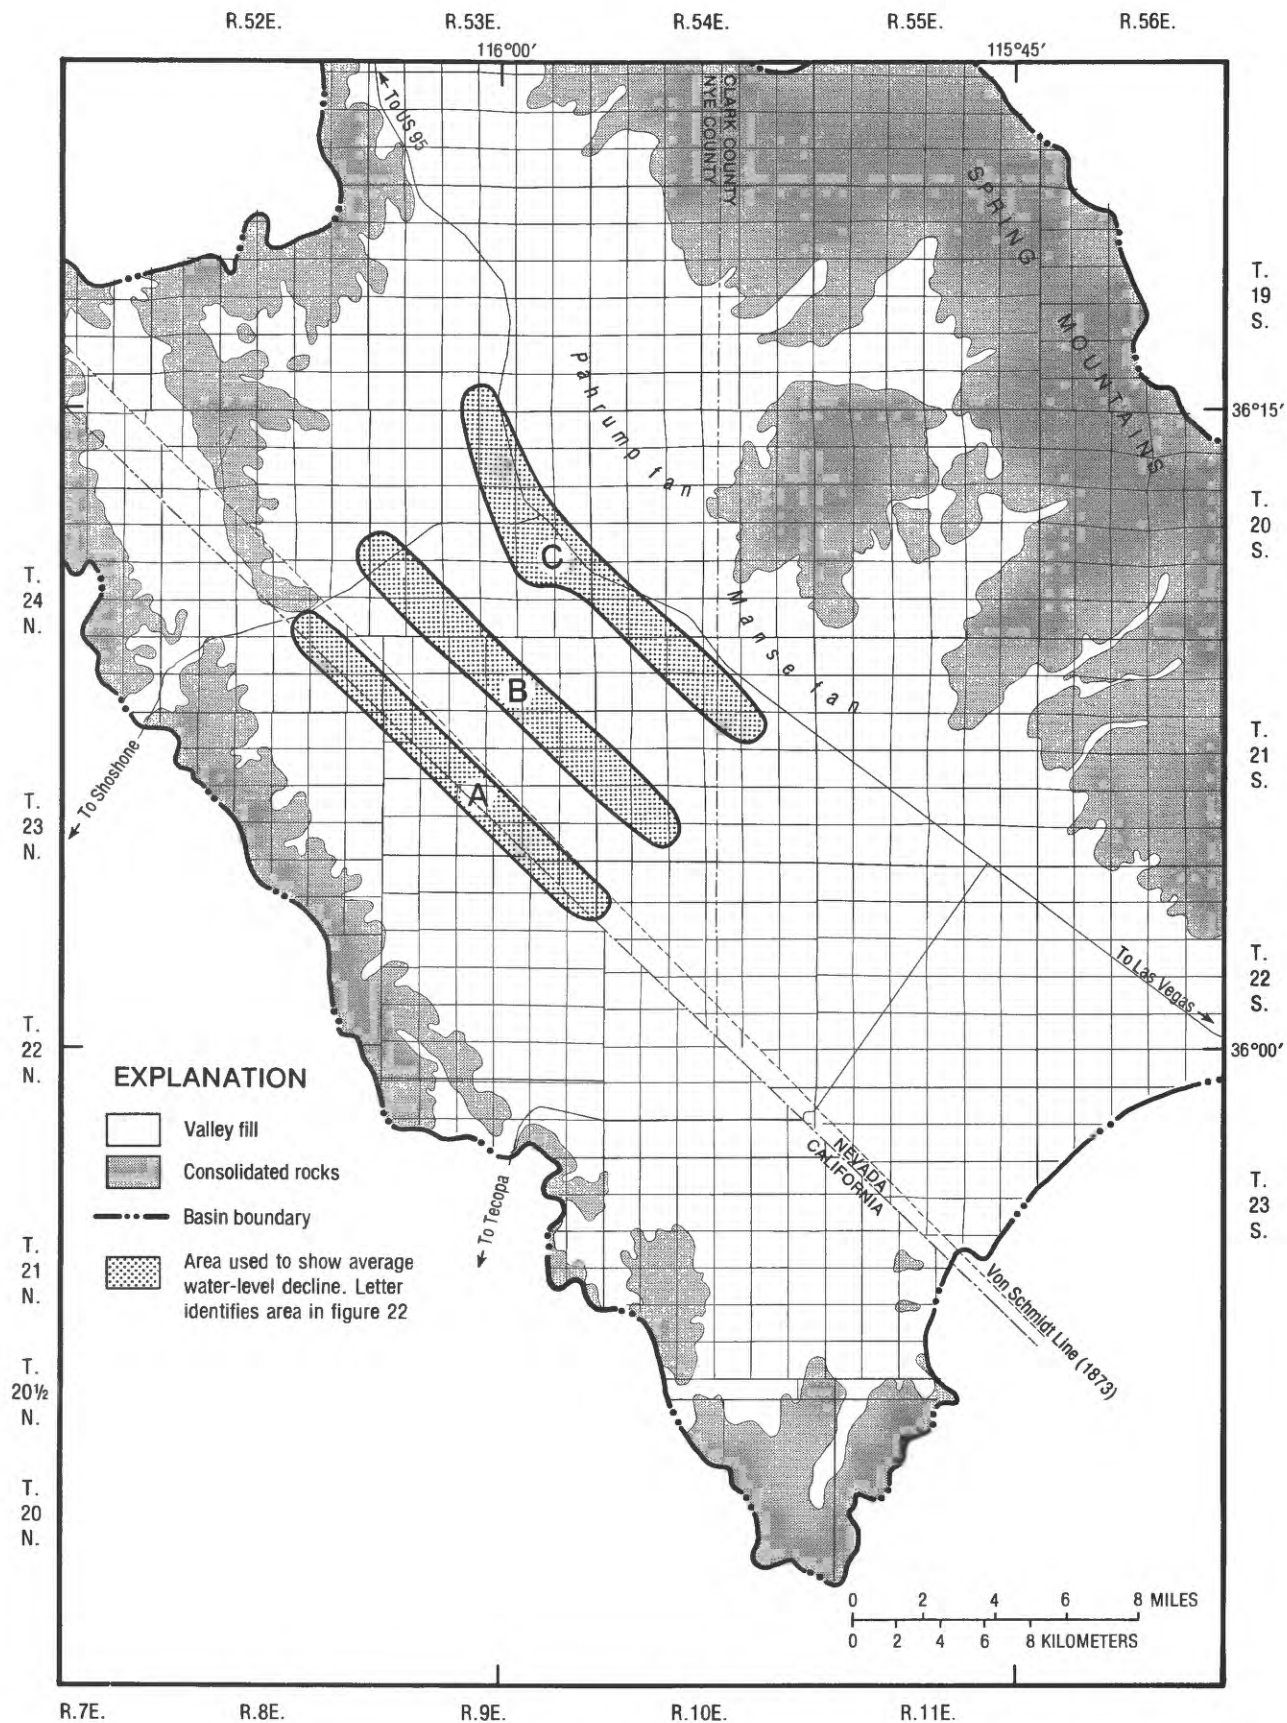 R.52E. R.53E. R.54E. R.55E. R.56E.
116°00′ 115°45′
To US 95
CLARK COUNTY
NYE COUNTY
SPRING MOUNTAINS
T.
19
S.
Pahrump fan
36°15′
T.
20
S.
C
T.
24
N.
Manse fan
B
T.
21
S.
A
To Shoshone
T.
23
N.
To Las Vegas
T.
22
S.
T.
22
N.
36°00′
EXPLANATION
Valley fill
Consolidated rocks
Basin boundary
Area used to show average
water-level decline. Letter
identifies area in figure 22
NEVADA
CALIFORNIA
To Tecopa
T.
23
S.
T.
21
N.
Von Schmidt Line (1873)
T.
20½
N.
T.
20
N.
0 2 4 6 8 MILES
0 2 4 6 8 KILOMETERS
R.7E. R.8E. R.9E. R.10E. R.11E.